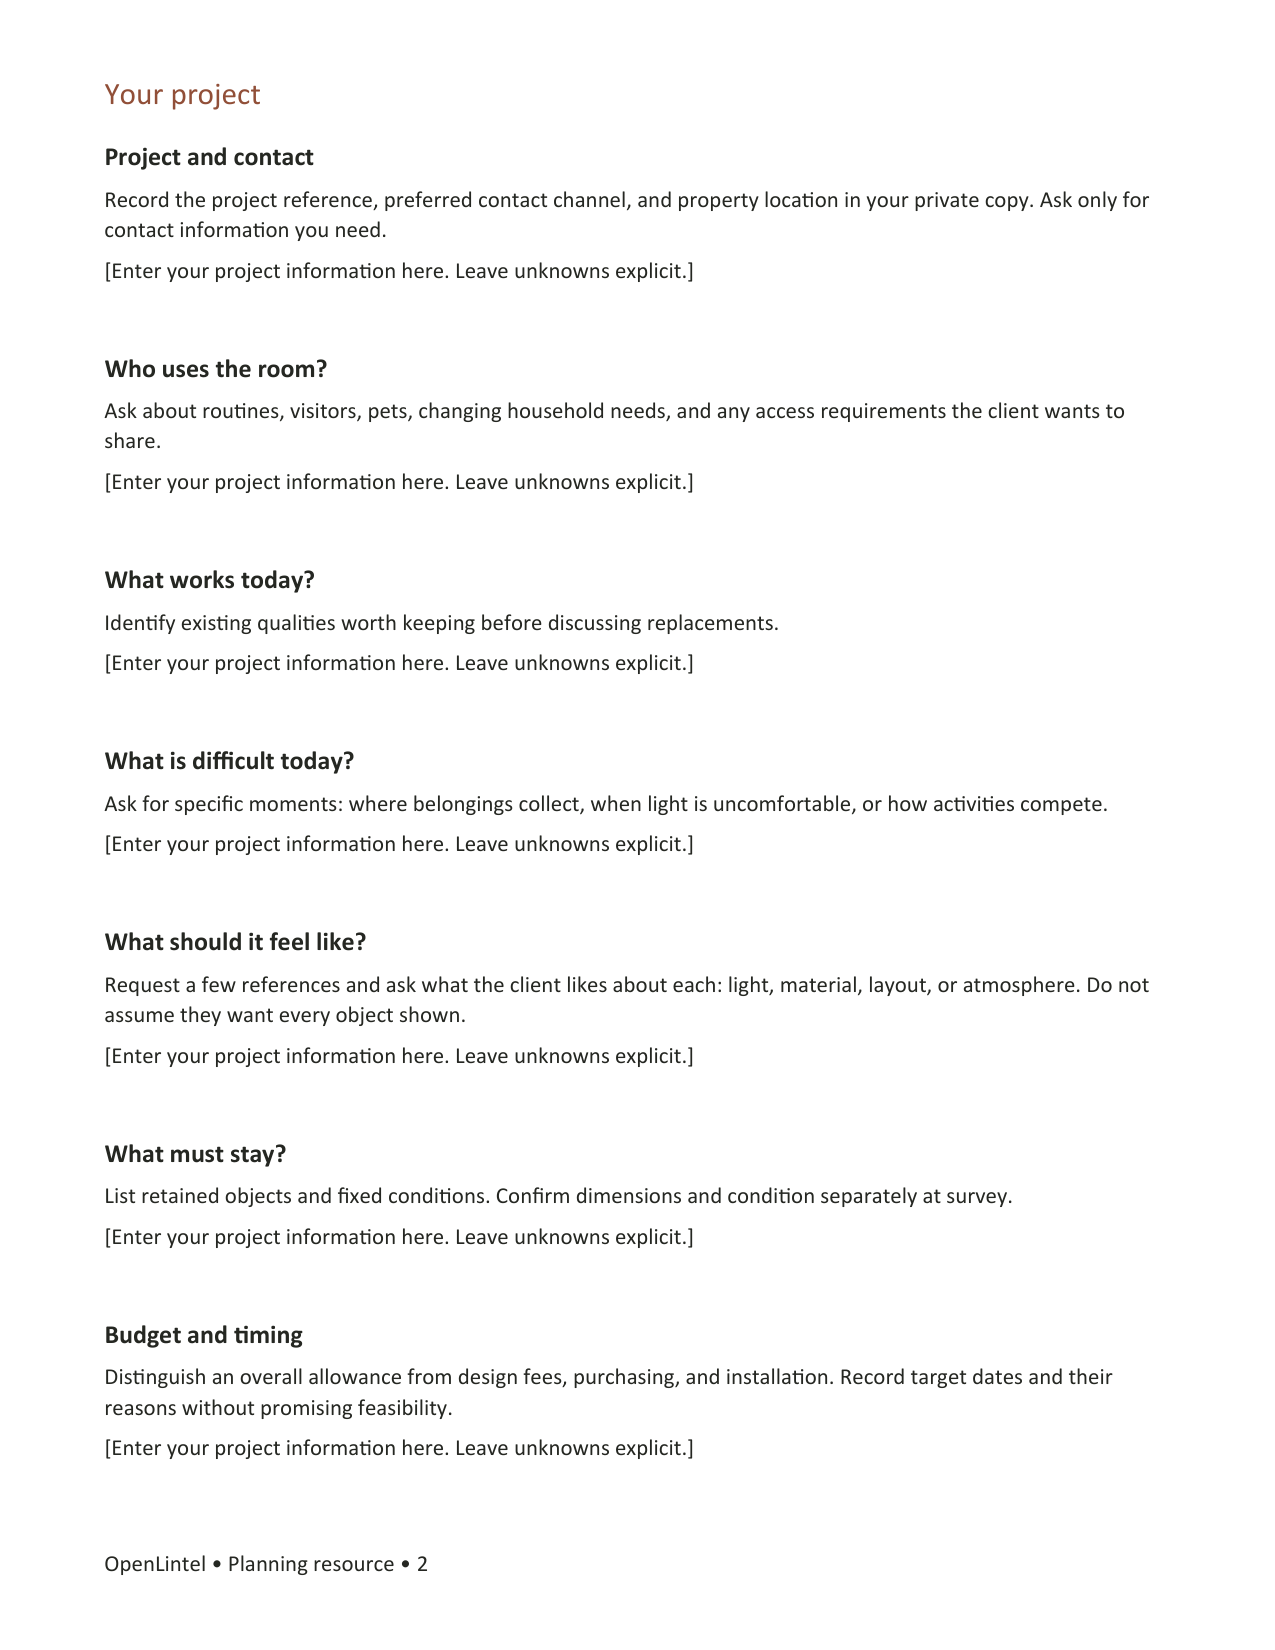 Your project
Project and contact
Record the project reference, preferred contact channel, and property location in your private copy. Ask only for
contact information you need.
[Enter your project information here. Leave unknowns explicit.]
Who uses the room?
Ask about routines, visitors, pets, changing household needs, and any access requirements the client wants to
share.
[Enter your project information here. Leave unknowns explicit.]
What works today?
Identify existing qualities worth keeping before discussing replacements.
[Enter your project information here. Leave unknowns explicit.]
What is difficult today?
Ask for specific moments: where belongings collect, when light is uncomfortable, or how activities compete.
[Enter your project information here. Leave unknowns explicit.]
What should it feel like?
Request a few references and ask what the client likes about each: light, material, layout, or atmosphere. Do not
assume they want every object shown.
[Enter your project information here. Leave unknowns explicit.]
What must stay?
List retained objects and fixed conditions. Confirm dimensions and condition separately at survey.
[Enter your project information here. Leave unknowns explicit.]
Budget and timing
Distinguish an overall allowance from design fees, purchasing, and installation. Record target dates and their
reasons without promising feasibility.
[Enter your project information here. Leave unknowns explicit.]
OpenLintel • Planning resource • 2